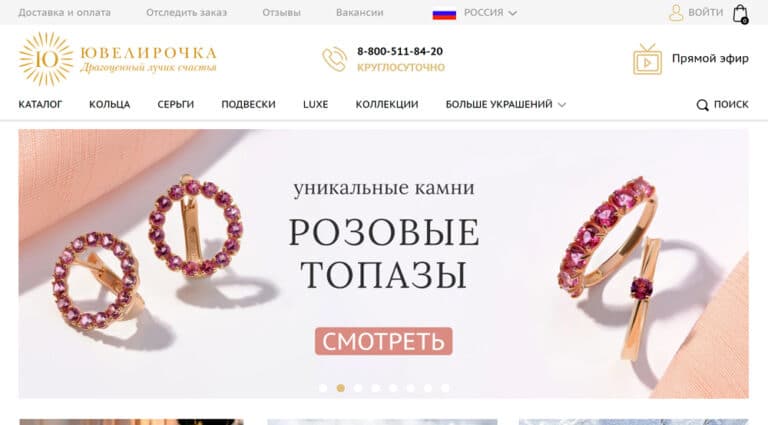 Доставка и оплата Отследить заказ Отзывы Вакансии РОССИЯ ВОЙТИ 0
Ю ЮВЕЛИРОЧКА
Драгоценный лучик счастья
8-800-511-84-20
КРУГЛОСУТОЧНО
Прямой эфир
КАТАЛОГ КОЛЬЦА СЕРЬГИ ПОДВЕСКИ LUXE КОЛЛЕКЦИИ БОЛЬШЕ УКРАШЕНИЙ ПОИСК
уникальные камни
РОЗОВЫЕ
ТОПАЗЫ
СМОТРЕТЬ